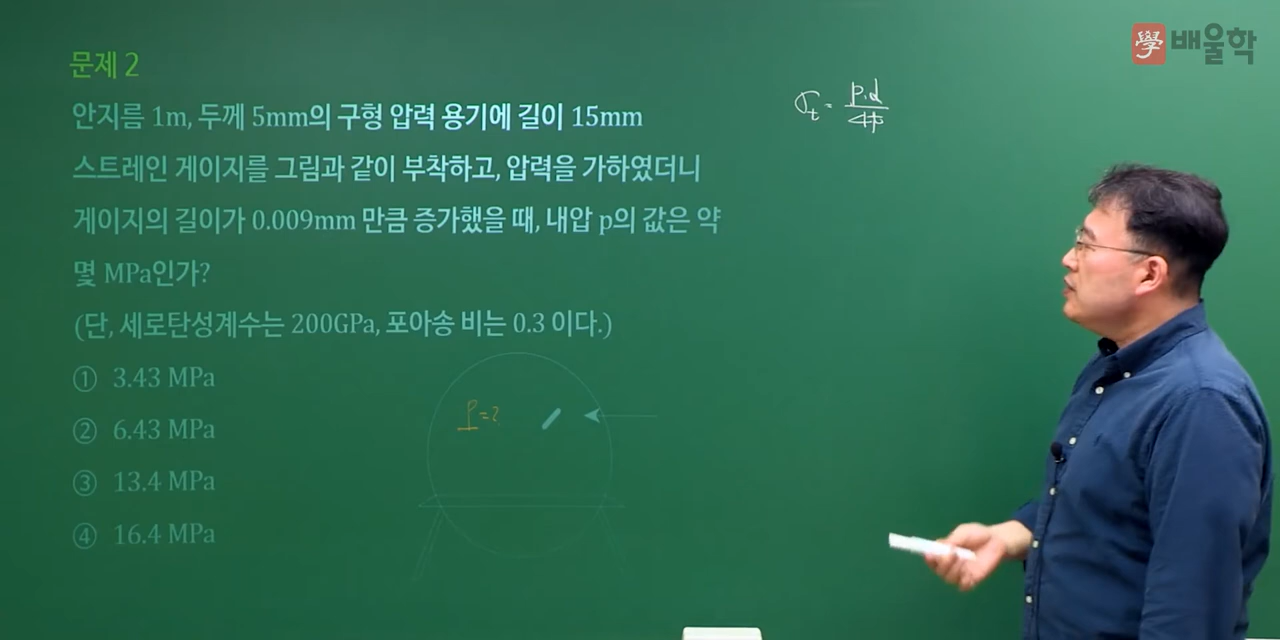 문제 2
안지름 1m, 두께 5mm의 구형 압력 용기에 길이 15mm
스트레인 게이지를 그림과 같이 부착하고, 압력을 가하였더니
게이지의 길이가 0.009mm 만큼 증가했을 때, 내압 p의 값은 약
몇 MPa인가?
(단, 세로탄성계수는 200GPa, 포아송 비는 0.3 이다.)
① 3.43 MPa
② 6.43 MPa
③ 13.4 MPa
④ 16.4 MPa
P=?
學 배울학